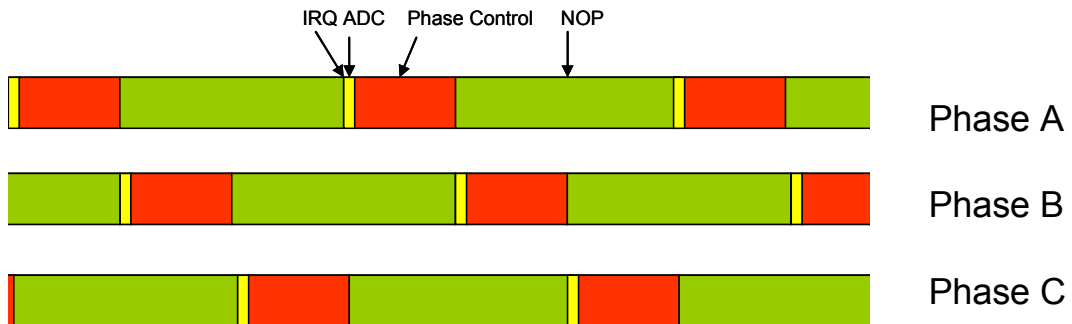 IRQ ADC Phase Control NOP
Phase A
Phase B
Phase C